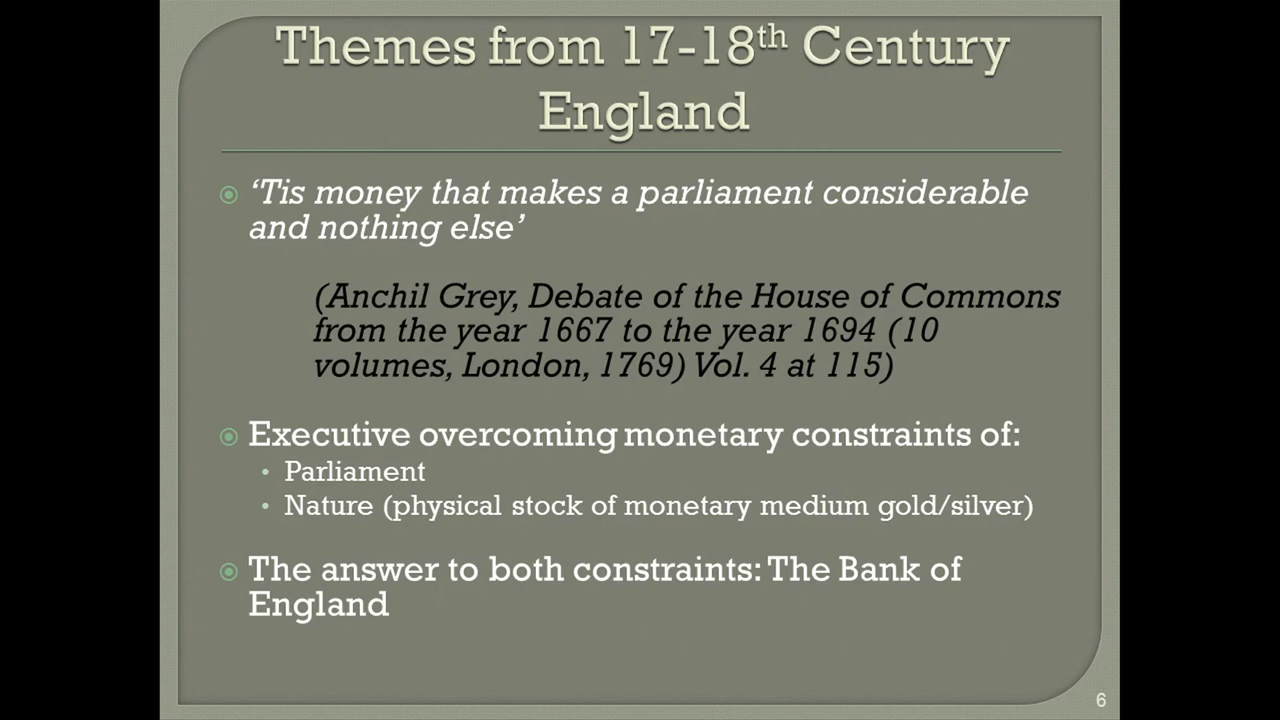 Themes from 17-18th Century
England
‘Tis money that makes a parliament considerable
and nothing else’
(Anchil Grey, Debate of the House of Commons
from the year 1667 to the year 1694 (10
volumes, London, 1769) Vol. 4 at 115)
Executive overcoming monetary constraints of:
• Parliament
• Nature (physical stock of monetary medium gold/silver)
The answer to both constraints: The Bank of
England
6